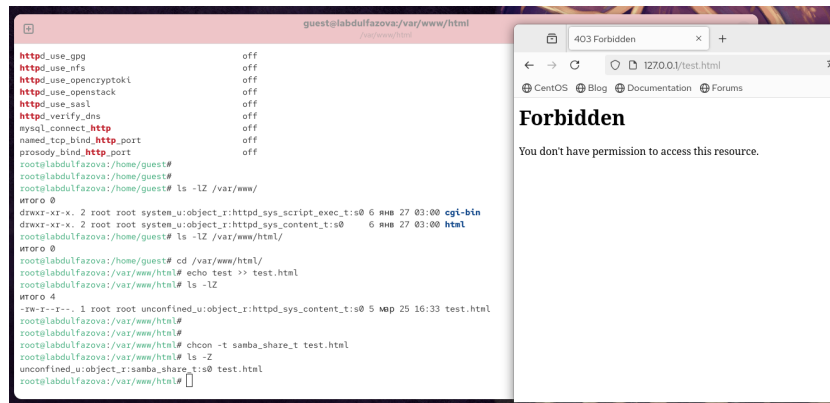 guest@labdulfazova:/var/www/html
/var/www/html
httpd_use_gpg off
httpd_use_nfs off
httpd_use_opencryptoki off
httpd_use_openstack off
httpd_use_sasl off
httpd_verify_dns off
mysql_connect_http off
named_tcp_bind_http_port off
prosody_bind_http_port off
root@labdulfazova:/home/guest#
root@labdulfazova:/home/guest#
root@labdulfazova:/home/guest# ls -lZ /var/www/
итого 0
drwxr-xr-x. 2 root root system_u:object_r:httpd_sys_script_exec_t:s0 6 янв 27 03:00 cgi-bin
drwxr-xr-x. 2 root root system_u:object_r:httpd_sys_content_t:s0 6 янв 27 03:00 html
root@labdulfazova:/home/guest# ls -lZ /var/www/html/
итого 0
root@labdulfazova:/home/guest# cd /var/www/html/
root@labdulfazova:/var/www/html# echo test >> test.html
root@labdulfazova:/var/www/html# ls -lZ
итого 4
-rw-r--r--. 1 root root unconfined_u:object_r:httpd_sys_content_t:s0 5 мар 25 16:33 test.html
root@labdulfazova:/var/www/html#
root@labdulfazova:/var/www/html#
root@labdulfazova:/var/www/html# chcon -t samba_share_t test.html
root@labdulfazova:/var/www/html# ls -Z
unconfined_u:object_r:samba_share_t:s0 test.html
root@labdulfazova:/var/www/html#
403 Forbidden
127.0.0.1/test.html
CentOS Blog Documentation Forums
Forbidden
You don't have permission to access this resource.